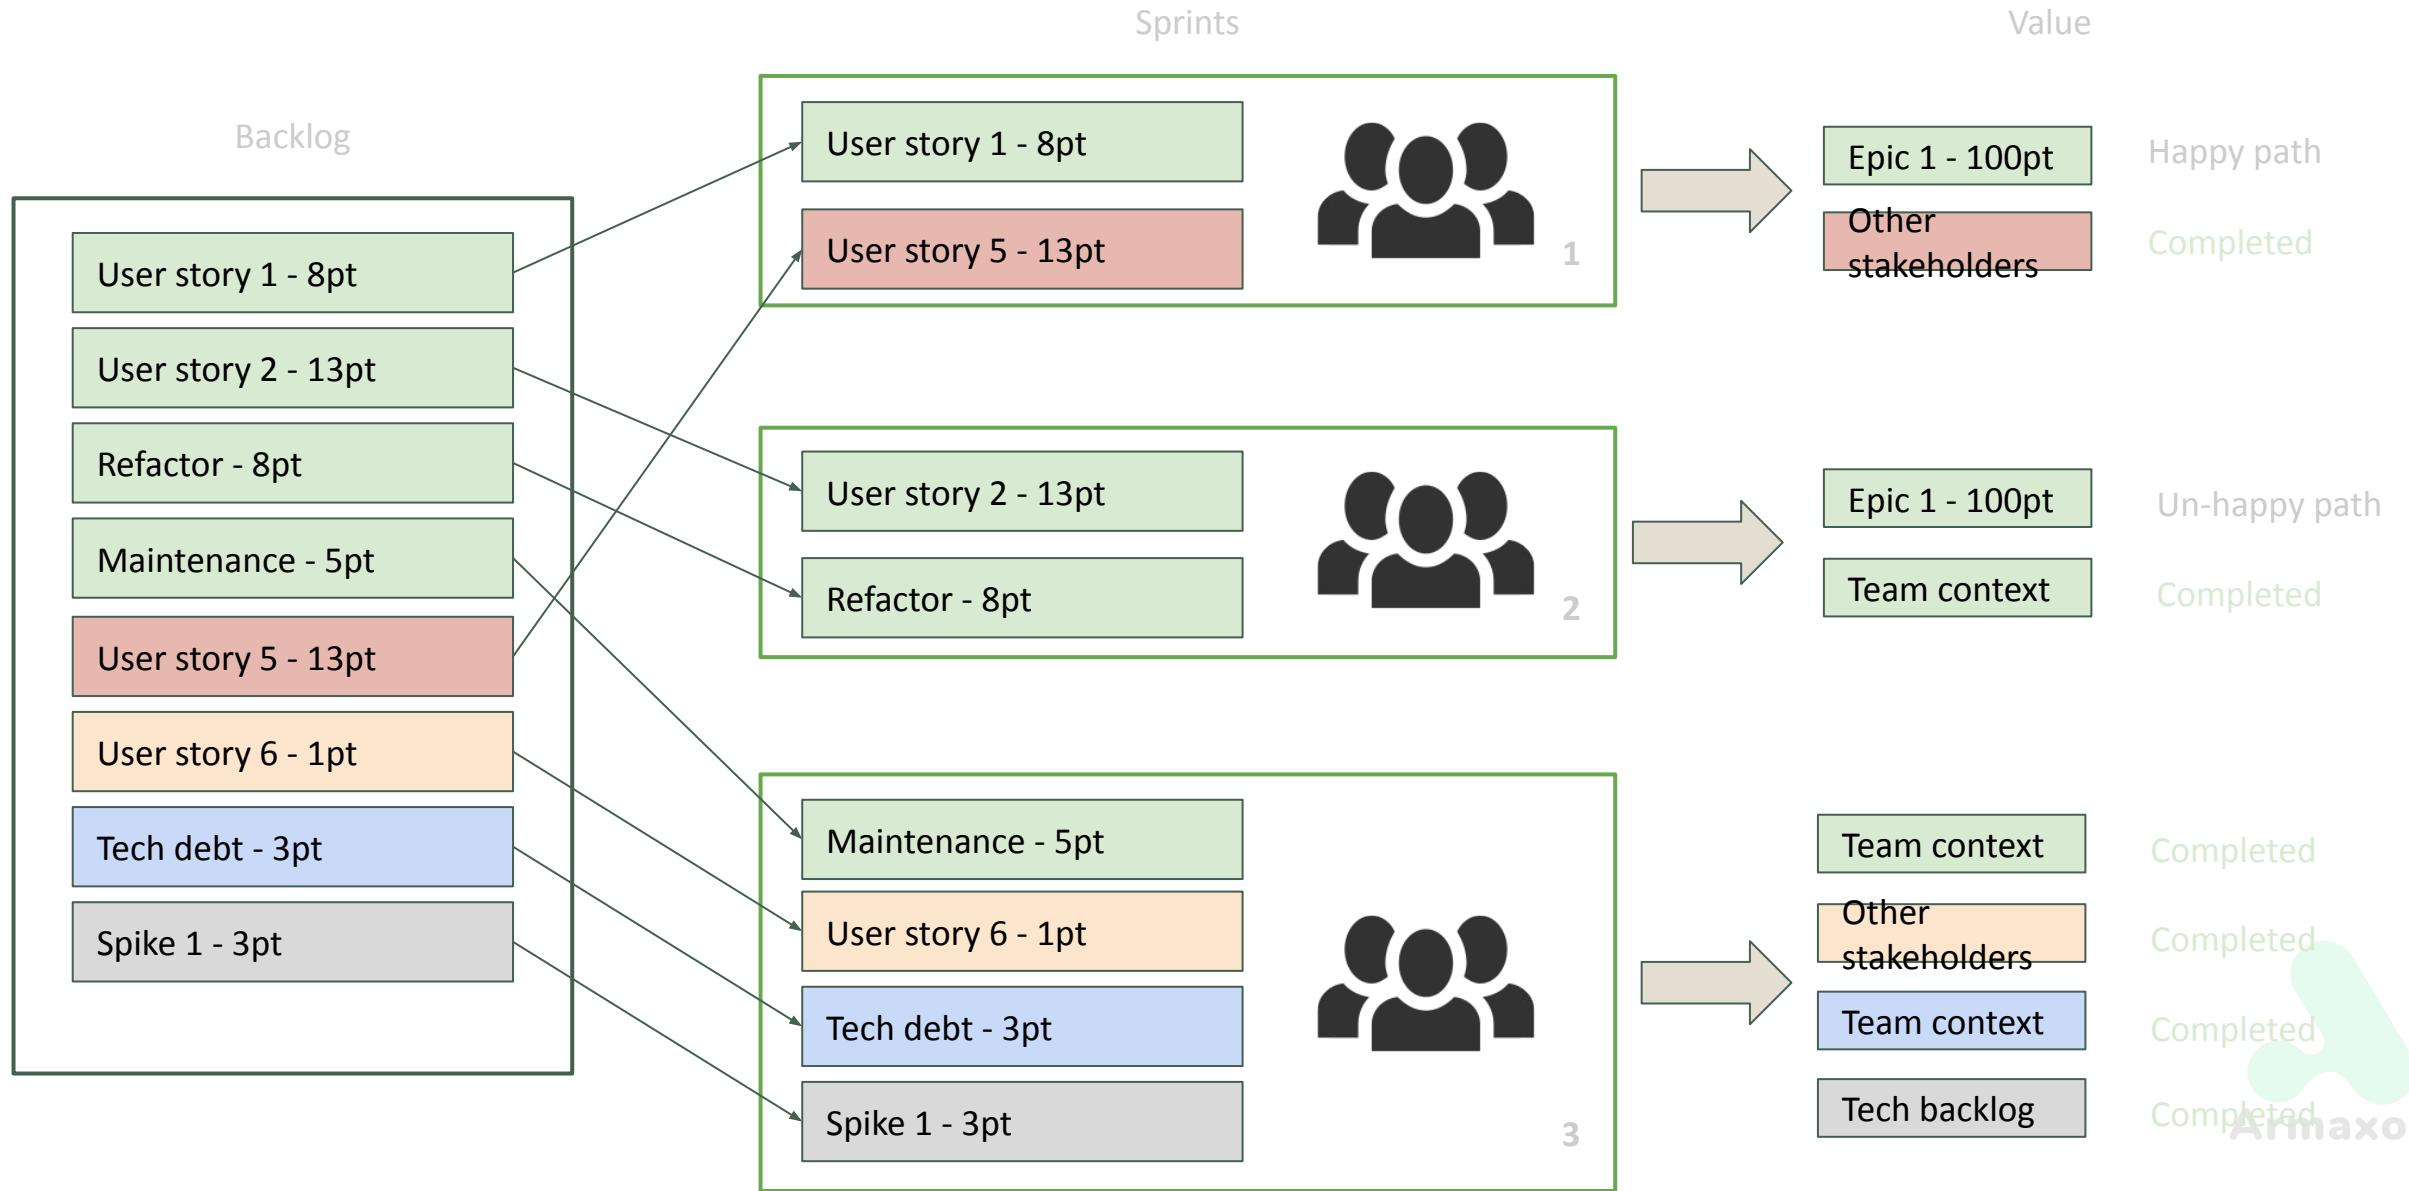 Sprints
Value
Backlog
User story 1 - 8pt
User story 2 - 13pt
Refactor - 8pt
Maintenance - 5pt
User story 5 - 13pt
User story 6 - 1pt
Tech debt - 3pt
Spike 1 - 3pt
User story 1 - 8pt
User story 5 - 13pt
1
Epic 1 - 100pt
Happy path
Other
stakeholders
Completed
User story 2 - 13pt
Refactor - 8pt
2
Epic 1 - 100pt
Un-happy path
Team context
Completed
Maintenance - 5pt
User story 6 - 1pt
Tech debt - 3pt
Spike 1 - 3pt
3
Team context
Completed
Other
stakeholders
Completed
Team context
Completed
Tech backlog
Completed
Armaxo